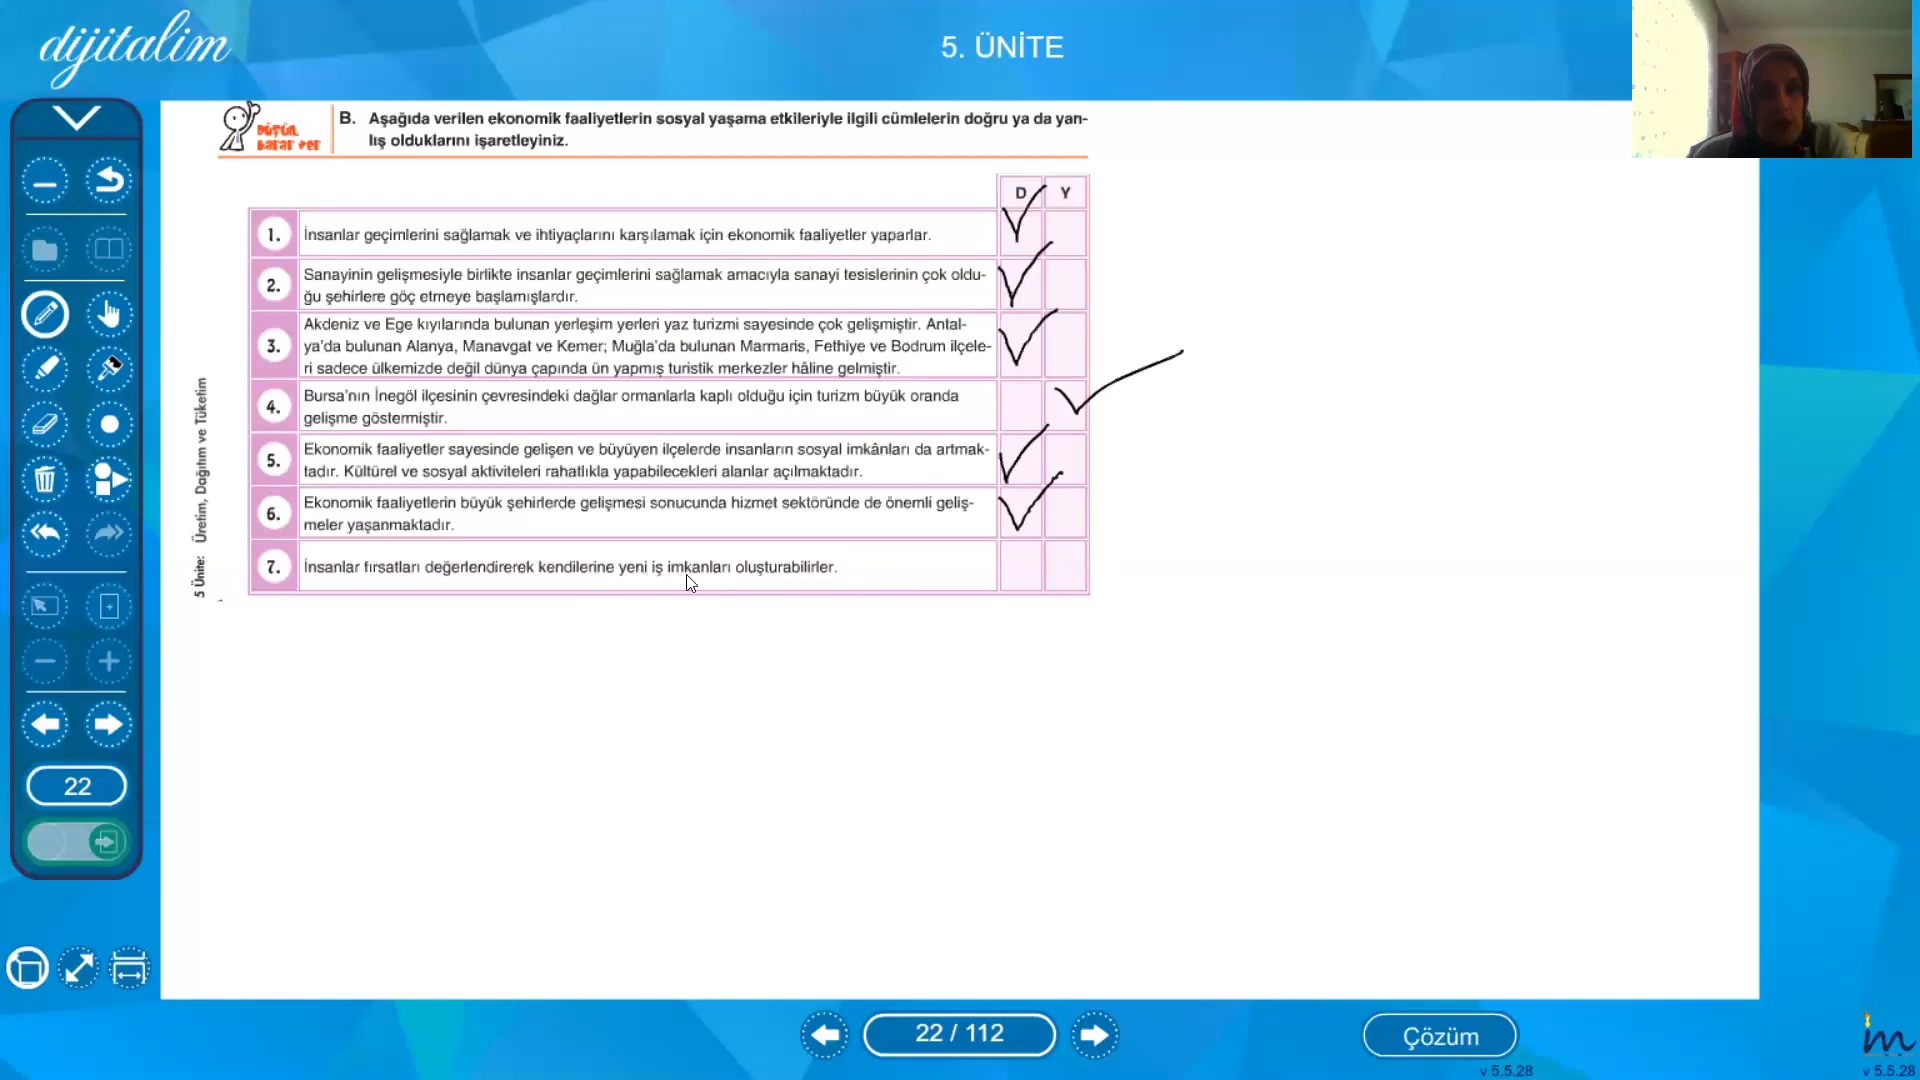 dijitalim
5. ÜNİTE
DÜŞÜN,
karar ver
B. Aşağıda verilen ekonomik faaliyetlerin sosyal yaşama etkileriyle ilgili cümlelerin doğru ya da yan-
lış olduklarını işaretleyiniz.
D Y
1. İnsanlar geçimlerini sağlamak ve ihtiyaçlarını karşılamak için ekonomik faaliyetler yaparlar.
2. Sanayinin gelişmesiyle birlikte insanlar geçimlerini sağlamak amacıyla sanayi tesislerinin çok oldu-
ğu şehirlere göç etmeye başlamışlardır.
3. Akdeniz ve Ege kıyılarında bulunan yerleşim yerleri yaz turizmi sayesinde çok gelişmiştir. Antal-
ya'da bulunan Alanya, Manavgat ve Kemer; Muğla'da bulunan Marmaris, Fethiye ve Bodrum ilçele-
ri sadece ülkemizde değil dünya çapında ün yapmış turistik merkezler hâline gelmiştir.
4. Bursa'nın İnegöl ilçesinin çevresindeki dağlar ormanlarla kaplı olduğu için turizm büyük oranda
gelişme göstermiştir.
5. Ekonomik faaliyetler sayesinde gelişen ve büyüyen ilçelerde insanların sosyal imkânları da artmak-
tadır. Kültürel ve sosyal aktiviteleri rahatlıkla yapabilecekleri alanlar açılmaktadır.
6. Ekonomik faaliyetlerin büyük şehirlerde gelişmesi sonucunda hizmet sektöründe de önemli geliş-
meler yaşanmaktadır.
7. İnsanlar fırsatları değerlendirerek kendilerine yeni iş imkanları oluşturabilirler.
5 Ünite: Üretim, Dağıtım ve Tüketim
22
22 / 112
Çözüm
v 5.5.28
im
v 5.5.28